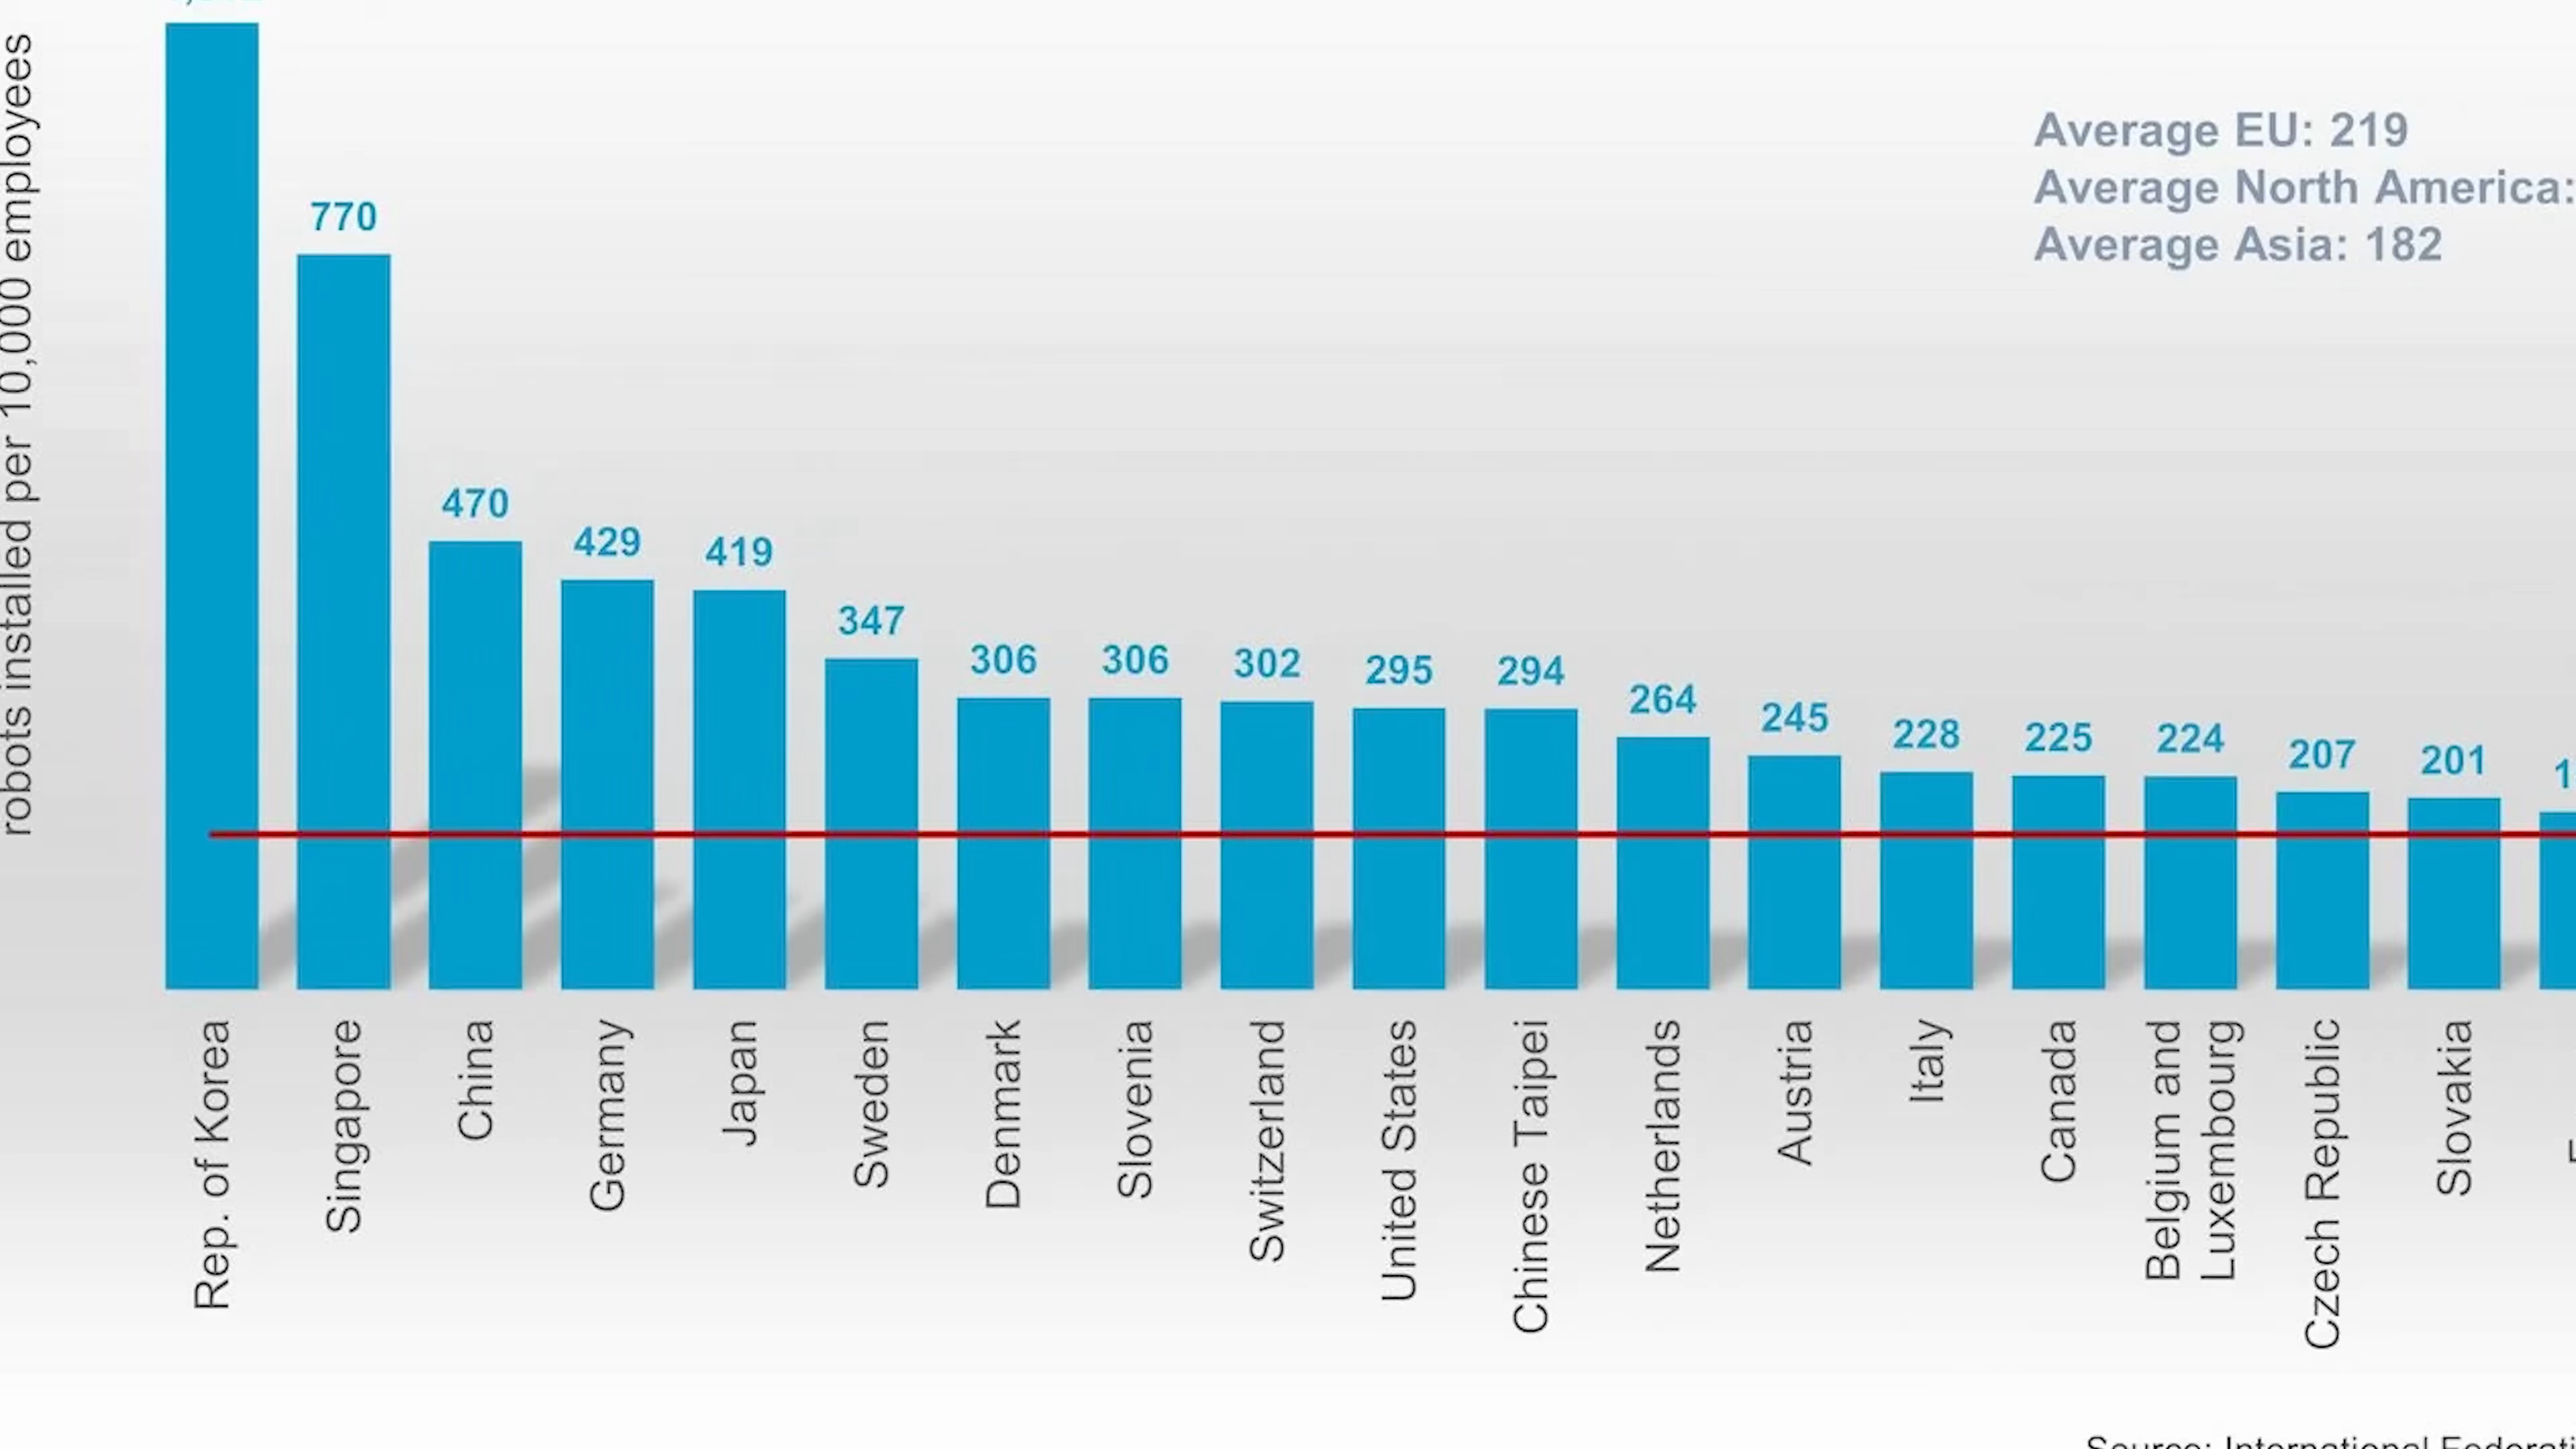 robots installed per 10,000 employees
770
470
429
419
347
306
306
302
295
294
264
245
228
225
224
207
201
Average EU: 219
Average North America:
Average Asia: 182
Rep. of Korea
Singapore
China
Germany
Japan
Sweden
Denmark
Slovenia
Switzerland
United States
Chinese Taipei
Netherlands
Austria
Italy
Canada
Belgium and
Luxembourg
Czech Republic
Slovakia
Source: International